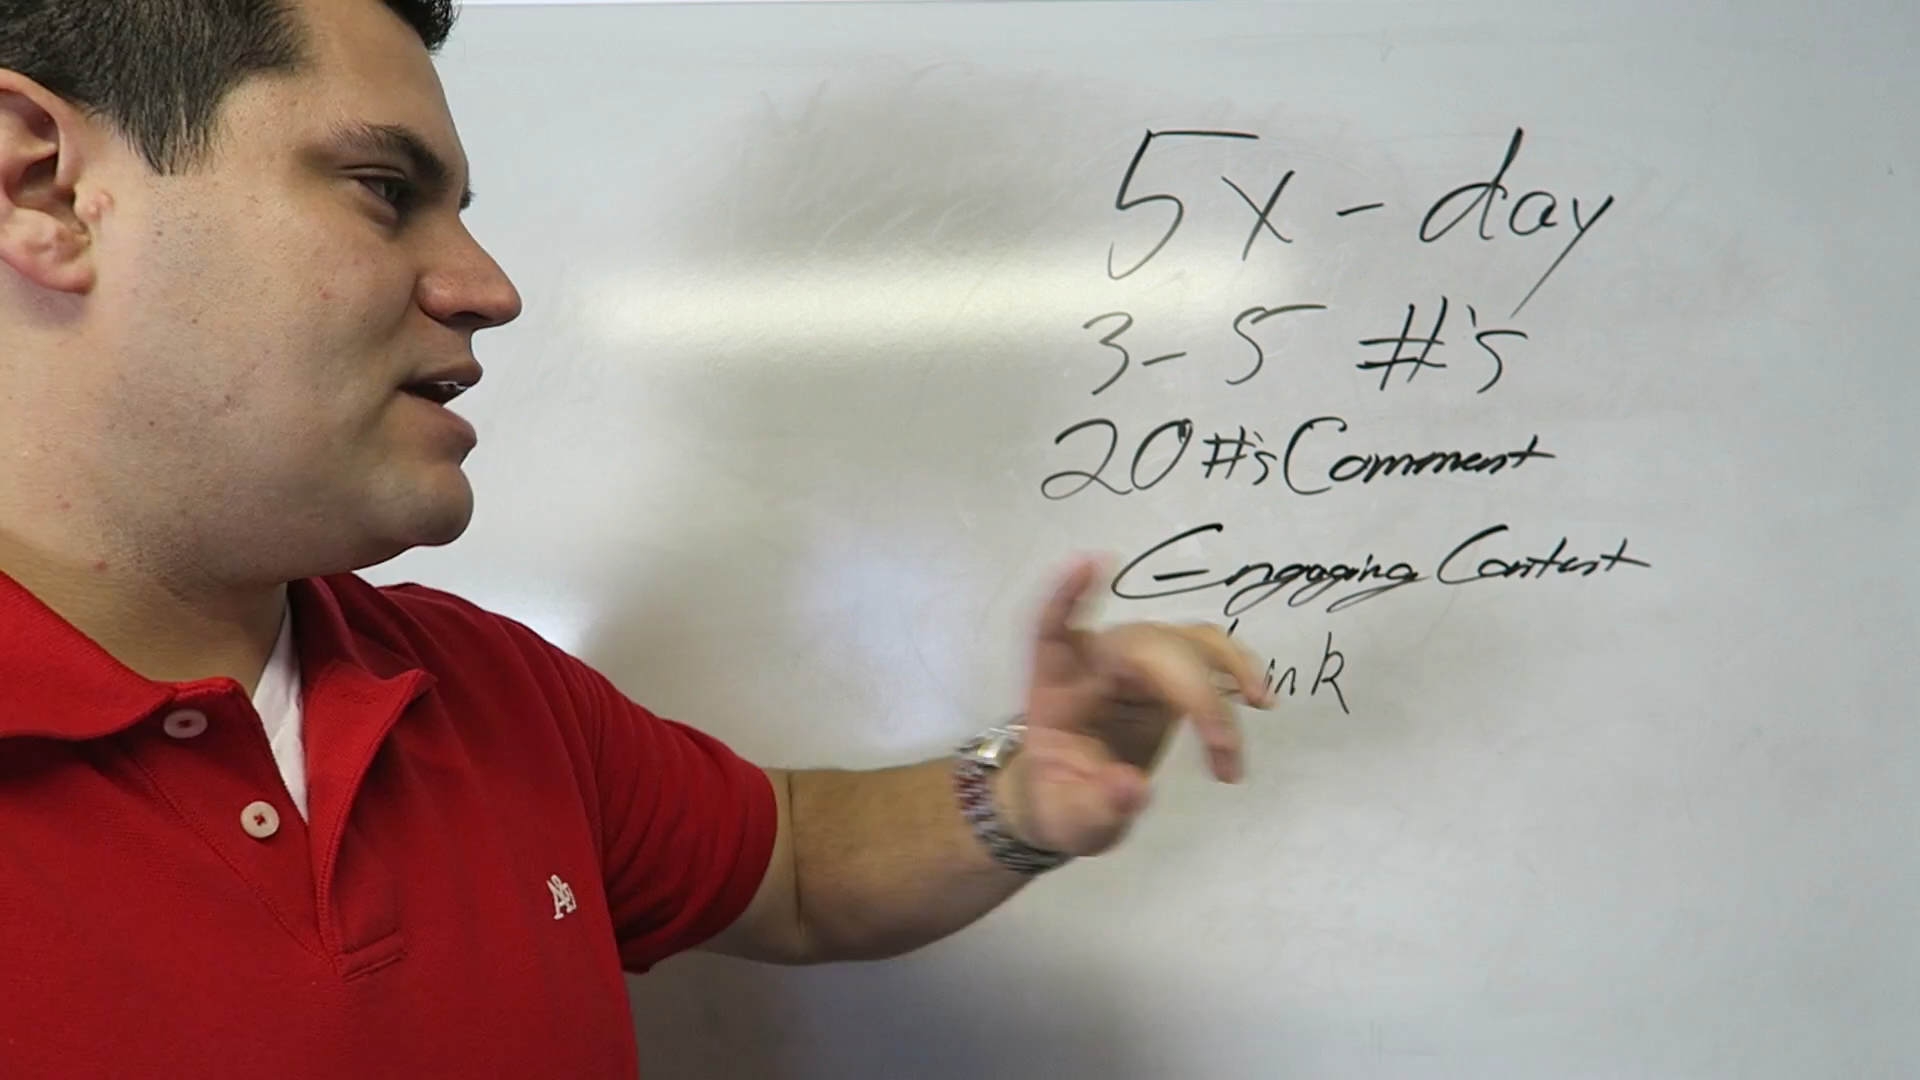 5x - day
3-5 #'s
20 #'s Comment
Engaging Content